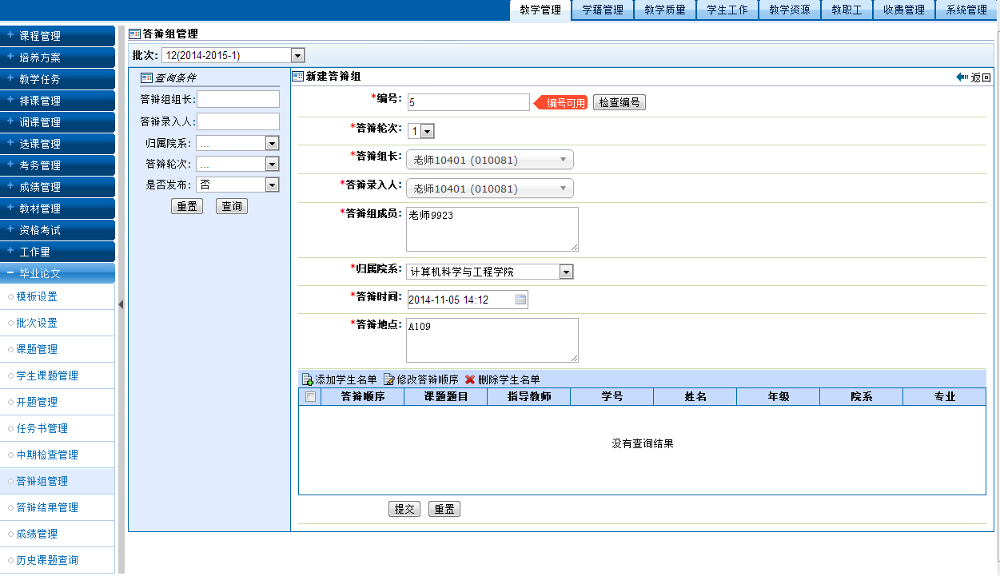 教学管理 学籍管理 教学质量 学生工作 教学资源 教职工 收费管理 系统管理
课程管理
培养方案
教学任务
排课管理
调课管理
选课管理
考务管理
成绩管理
教材管理
资格考试
工作量
毕业论文
模板设置
批次设置
课题管理
学生课题管理
开题管理
任务书管理
中期检查管理
答辩组管理
答辩结果管理
成绩管理
历史课题查询
答辩组管理
批次: 12(2014-2015-1)
查询条件
答辩组组长:
答辩录入人:
归属院系: ...
答辩轮次: ...
是否发布: 否
重置 查询
新建答辩组 返回
*编号: 5 编号可用 检查编号
*答辩轮次: 1
*答辩组长: 老师10401 (010081)
*答辩录入人: 老师10401 (010081)
*答辩组成员: 老师9923
*归属院系: 计算机科学与工程学院
*答辩时间: 2014-11-05 14:12
*答辩地点: A109
添加学生名单 修改答辩顺序 删除学生名单
答辩顺序 课题题目 指导教师 学号 姓名 年级 院系 专业
没有查询结果
提交 重置